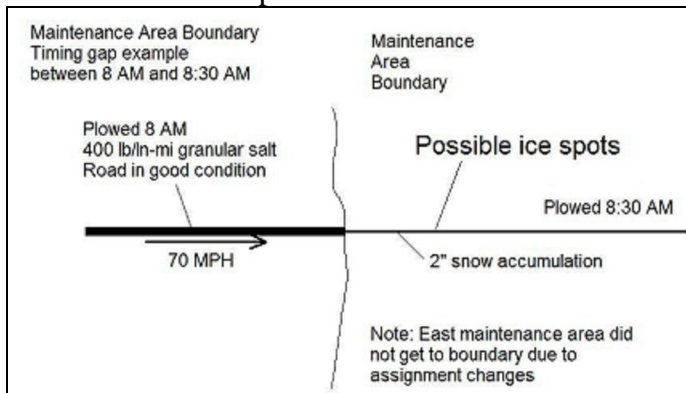 Maintenance Area Boundary
Timing gap example
between 8 AM and 8:30 AM
Maintenance
Area
Boundary
Plowed 8 AM
400 lb/ln-mi granular salt
Road in good condition
Possible ice spots
Plowed 8:30 AM
70 MPH
2" snow accumulation
Note: East maintenance area did
not get to boundary due to
assignment changes